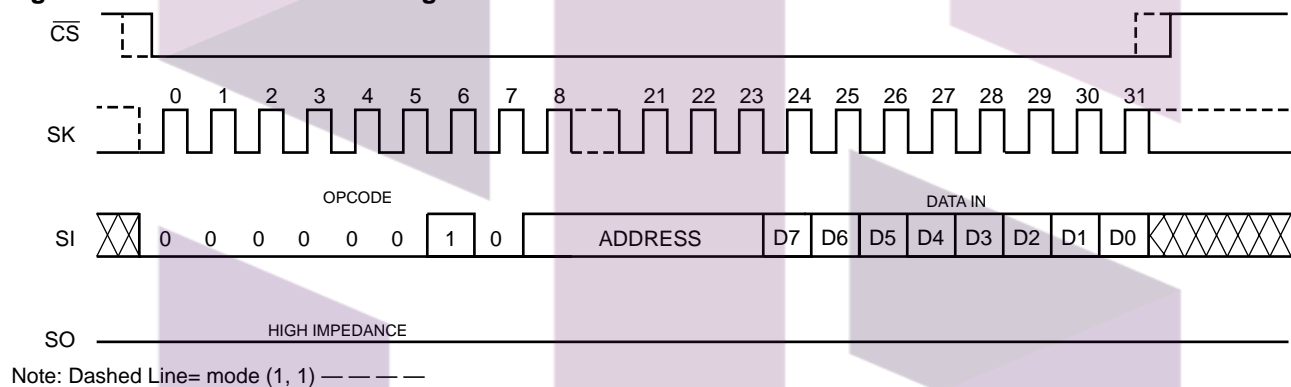 CS
0 1 2 3 4 5 6 7 8 21 22 23 24 25 26 27 28 29 30 31
SK
OPCODE DATA IN
SI 0 0 0 0 0 0 1 0 ADDRESS D7 D6 D5 D4 D3 D2 D1 D0
HIGH IMPEDANCE
SO
Note: Dashed Line= mode (1, 1) — — — —